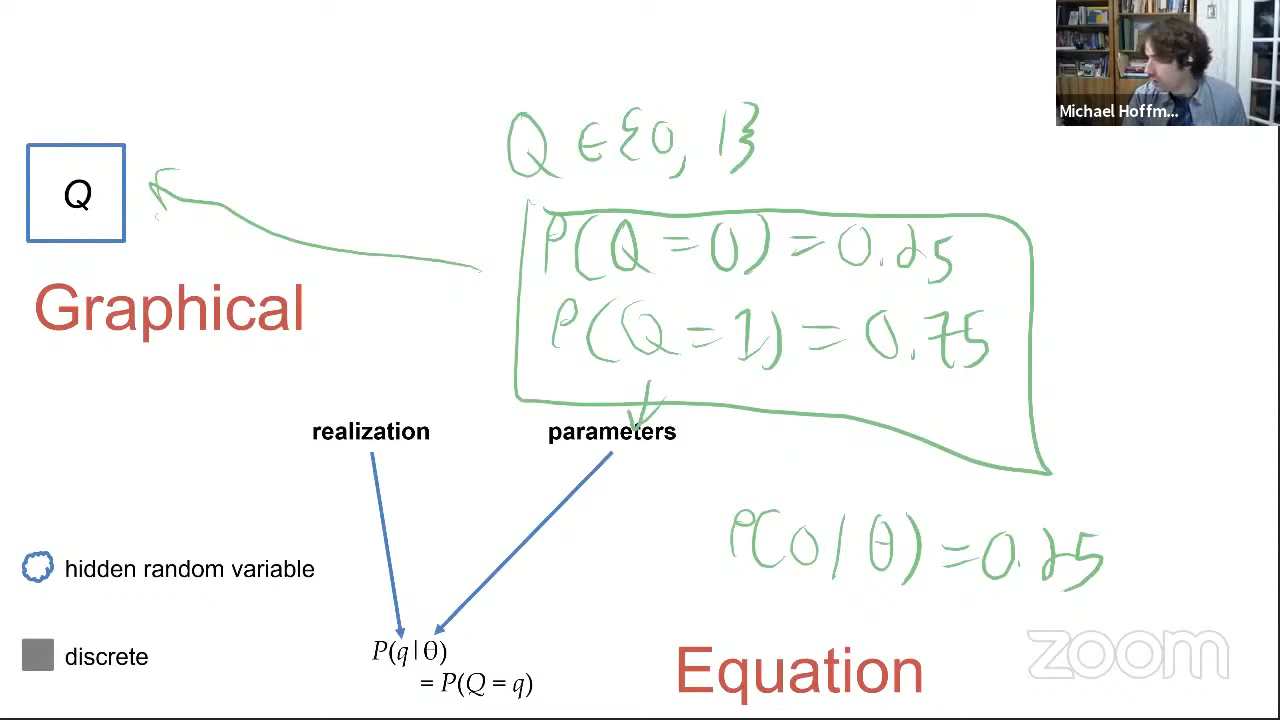 Michael Hoffm...
Q ∈ {0, 1}
Q
P(Q = 0) = 0.25
P(Q = 1) = 0.75
Graphical
realization
parameters
P(0 | θ) = 0.25
hidden random variable
discrete
P(q | θ)
= P(Q = q)
Equation
zoom